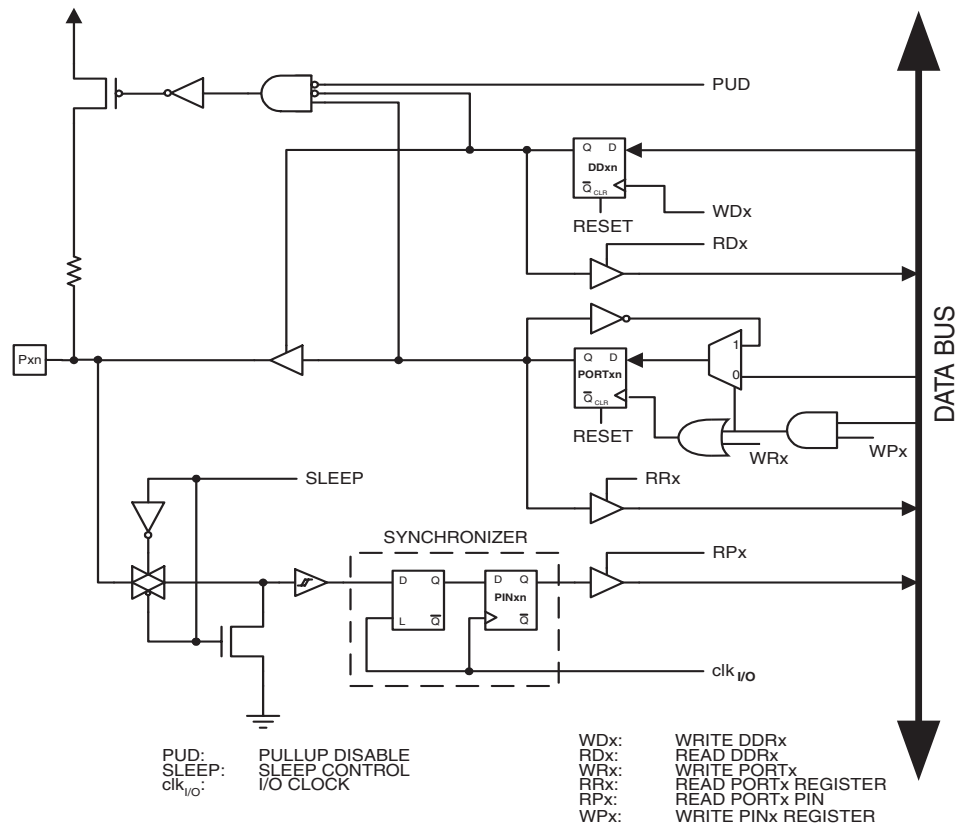 PUD
Q D
DDxn
Q CLR
WDx
RESET
RDx
Pxn
1
Q D
PORTxn
0
Q CLR
RESET
WRx
WPx
DATA BUS
SLEEP
RRx
SYNCHRONIZER
RPx
D Q
L Q
D Q
PINxn
Q
clk I/O
PUD: PULLUP DISABLE
SLEEP: SLEEP CONTROL
clkI/O: I/O CLOCK
WDx: WRITE DDRx
RDx: READ DDRx
WRx: WRITE PORTx
RRx: READ PORTx REGISTER
RPx: READ PORTx PIN
WPx: WRITE PINx REGISTER